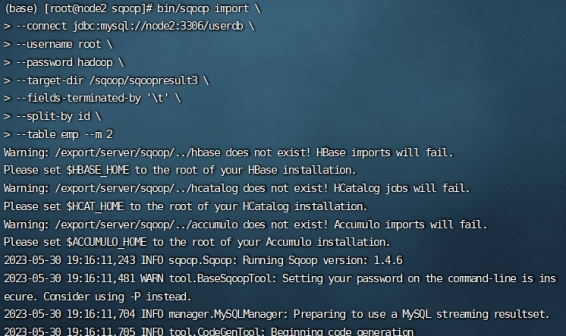 (base) [root@node2 sqoop]# bin/sqoop import \
> --connect jdbc:mysql://node2:3306/userdb \
> --username root \
> --password hadoop \
> --target-dir /sqoop/sqoopresult3 \
> --fields-terminated-by '\t' \
> --split-by id \
> --table emp --m 2
Warning: /export/server/sqoop/../hbase does not exist! HBase imports will fail.
Please set $HBASE_HOME to the root of your HBase installation.
Warning: /export/server/sqoop/../hcatalog does not exist! HCatalog jobs will fail.
Please set $HCAT_HOME to the root of your HCatalog installation.
Warning: /export/server/sqoop/../accumulo does not exist! Accumulo imports will fail.
Please set $ACCUMULO_HOME to the root of your Accumulo installation.
2023-05-30 19:16:11,243 INFO sqoop.Sqoop: Running Sqoop version: 1.4.6
2023-05-30 19:16:11,481 WARN tool.BaseSqoopTool: Setting your password on the command-line is ins
ecure. Consider using -P instead.
2023-05-30 19:16:11,704 INFO manager.MySQLManager: Preparing to use a MySQL streaming resultset.
2023-05-30 19:16:11,705 INFO tool.CodeGenTool: Beginning code generation